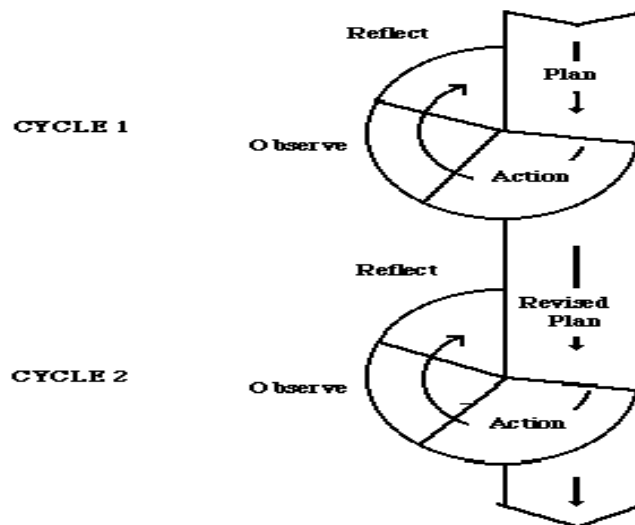 Reflect
Plan
CYCLE 1
Observe
Action
Reflect
Revised
Plan
CYCLE 2
Observe
Action